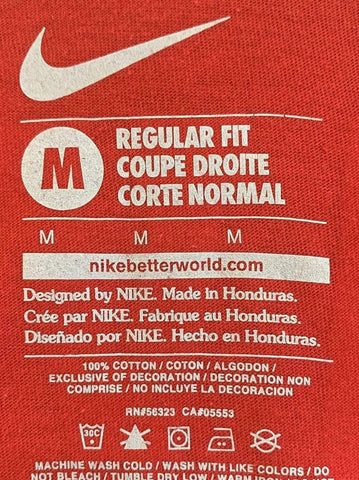 M
REGULAR FIT
COUPE DROITE
CORTE NORMAL
M M M
nikebetterworld.com
Designed by NIKE. Made in Honduras.
Crée par NIKE. Fabrique au Honduras.
Diseñado por NIKE. Hecho en Honduras.
100% COTTON / COTON / ALGODON /
EXCLUSIVE OF DECORATION / DECORATION NON
COMPRISE / NO INCLUYE LA DECORACION
RN#56323 CA#05553
30C
MACHINE WASH COLD / WASH WITH LIKE COLORS / DO
NOT BLEACH / TUMBLE DRY LOW / WARM IRON